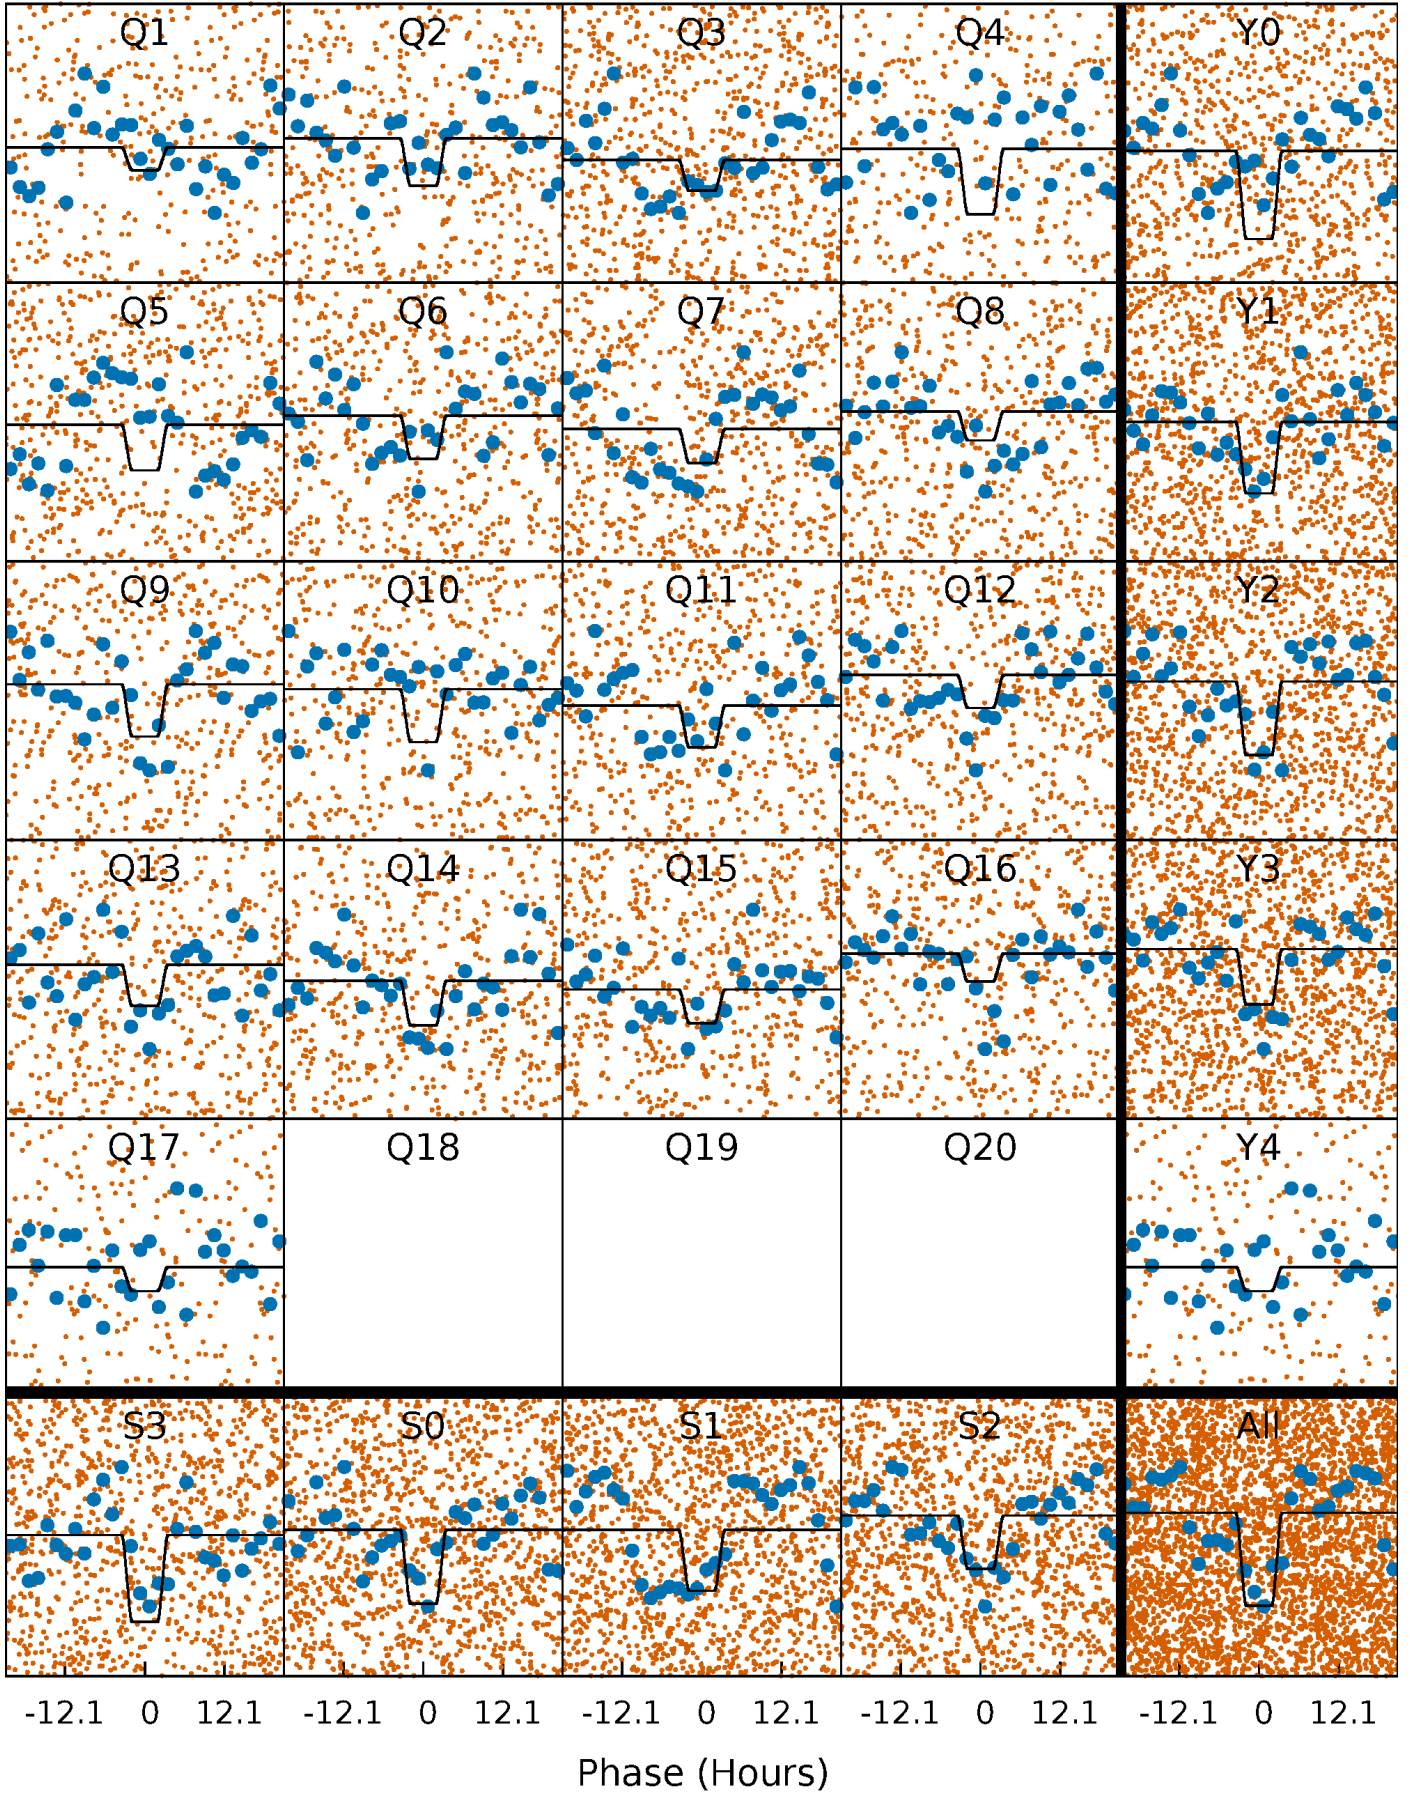 Q1 Q2 Q3 Q4 Y0
Q5 Q6 Q7 Q8 Y1
Q9 Q10 Q11 Q12 Y2
Q13 Q14 Q15 Q16 Y3
Q17 Q18 Q19 Q20 Y4
S3 S0 S1 S2 All
-12.1 0 12.1 -12.1 0 12.1 -12.1 0 12.1 -12.1 0 12.1 -12.1 0 12.1
Phase (Hours)